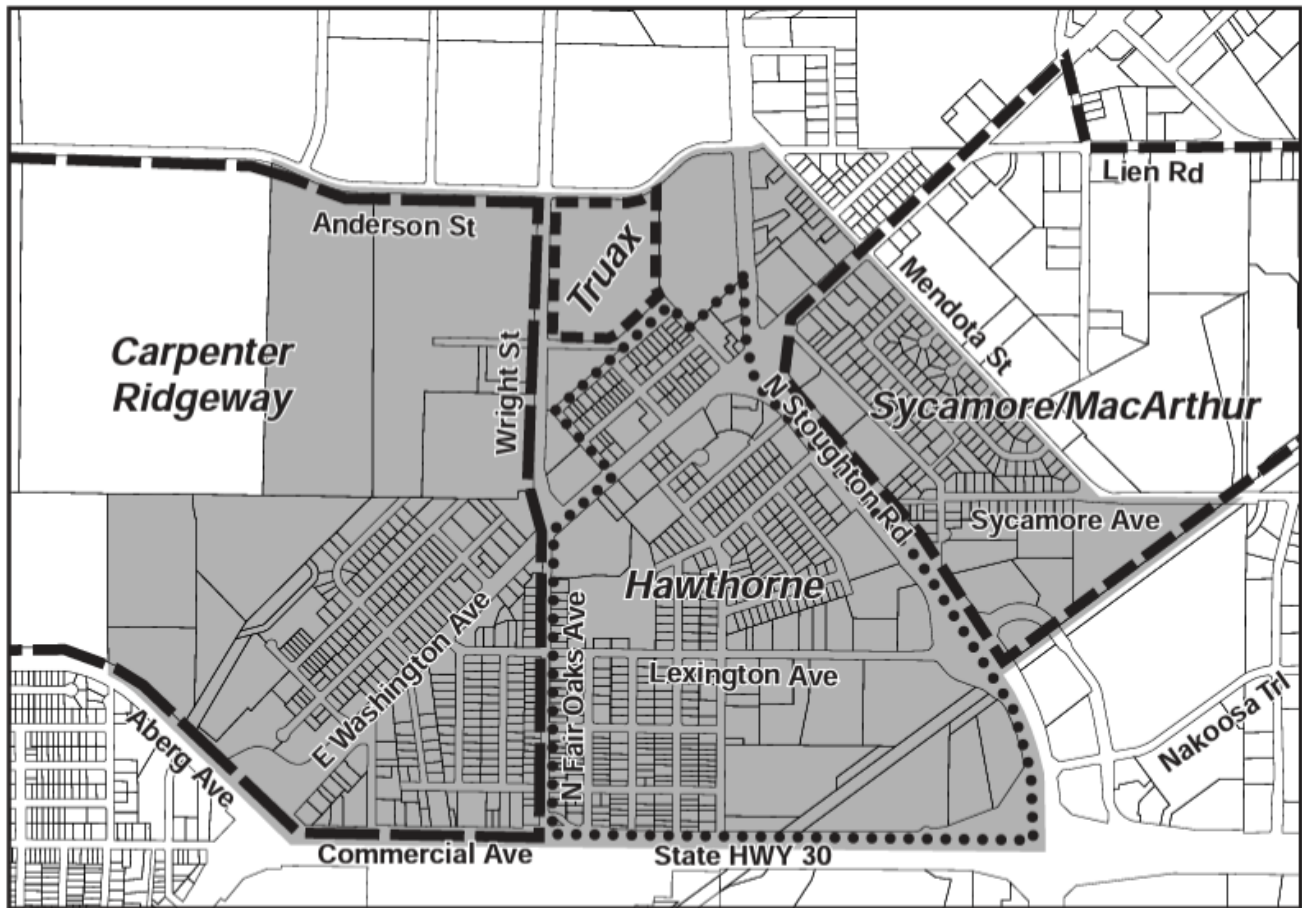 Lien Rd
Anderson St
Truax
Mendota St
Carpenter
Ridgeway
Wright St
N Stoughton Rd
Sycamore/MacArthur
Sycamore Ave
Hawthorne
E Washington Ave
N Fair Oaks Ave
Lexington Ave
Aberg Ave
Nakoosa Trl
Commercial Ave
State HWY 30